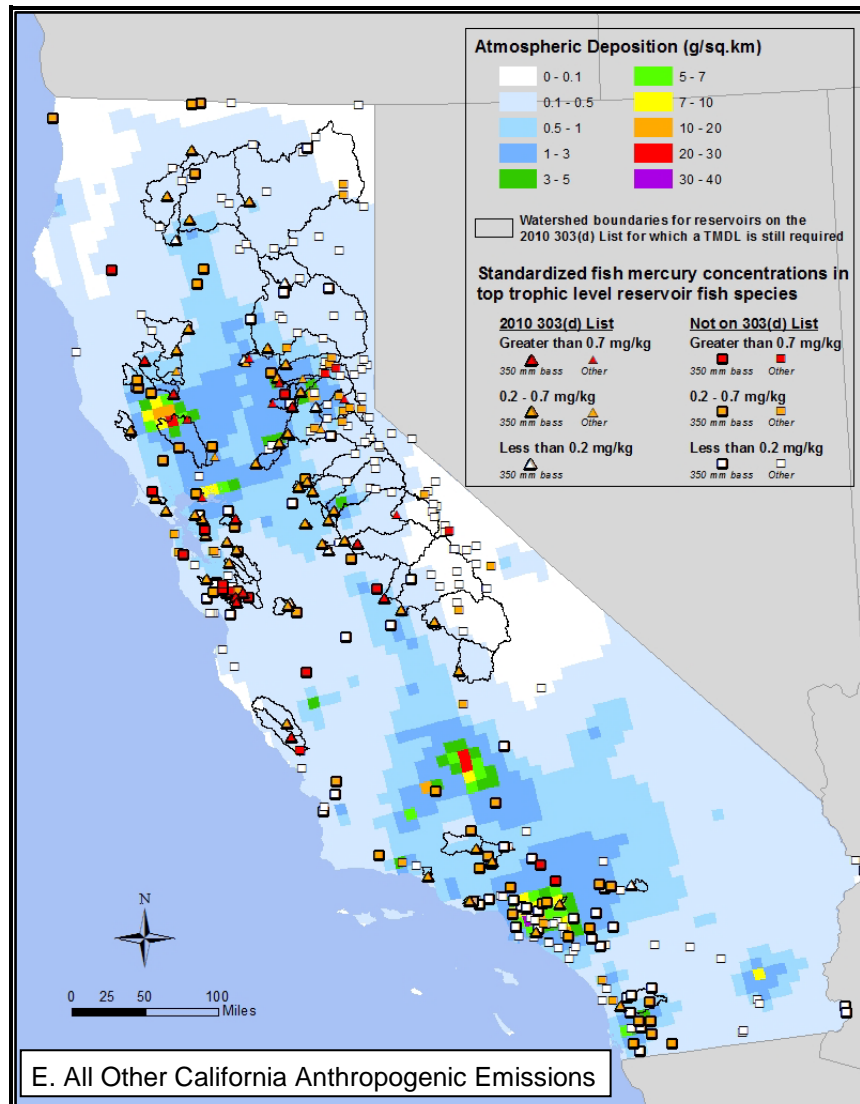 Atmospheric Deposition (g/sq.km)
0 - 0.1
5 - 7
0.1 - 0.5
7 - 10
0.5 - 1
10 - 20
1 - 3
20 - 30
3 - 5
30 - 40
Watershed boundaries for reservoirs on the
2010 303(d) List for which a TMDL is still required
Standardized fish mercury concentrations in
top trophic level reservoir fish species
2010 303(d) List
Not on 303(d) List
Greater than 0.7 mg/kg
Greater than 0.7 mg/kg
350 mm bass Other
350 mm bass Other
0.2 - 0.7 mg/kg
0.2 - 0.7 mg/kg
350 mm bass Other
350 mm bass Other
Less than 0.2 mg/kg
Less than 0.2 mg/kg
350 mm bass
350 mm bass Other
N
0 25 50 100
Miles
E. All Other California Anthropogenic Emissions